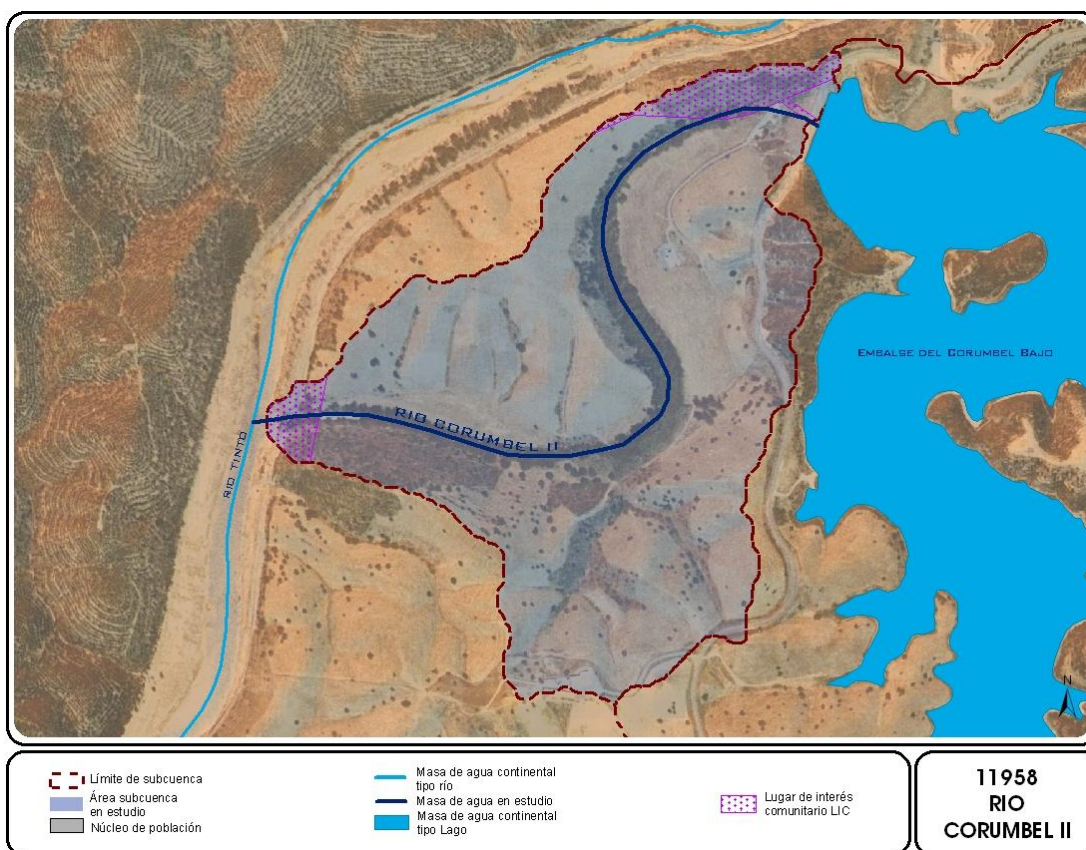 EMBALSE DEL CORUMBEL BAJO
RIO CORUMBEL II
RIO TINTO
N
Límite de subcuenca
Área subcuenca
en estudio
Núcleo de población
Masa de agua continental
tipo río
Masa de agua en estudio
Masa de agua continental
tipo Lago
Lugar de interés
comunitario LIC
11958
RIO
CORUMBEL II